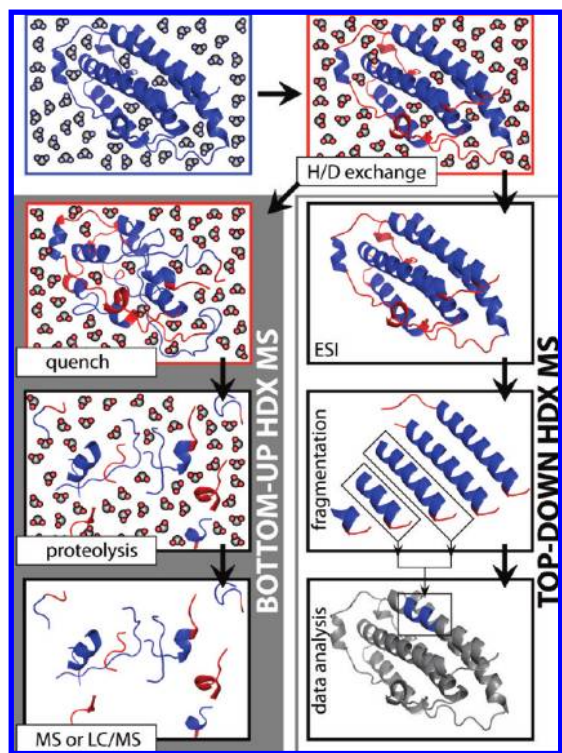 H/D exchange
quench
proteolysis
MS or LC/MS
BOTTOM-UP HDX MS
ESI
fragmentation
data analysis
TOP-DOWN HDX MS